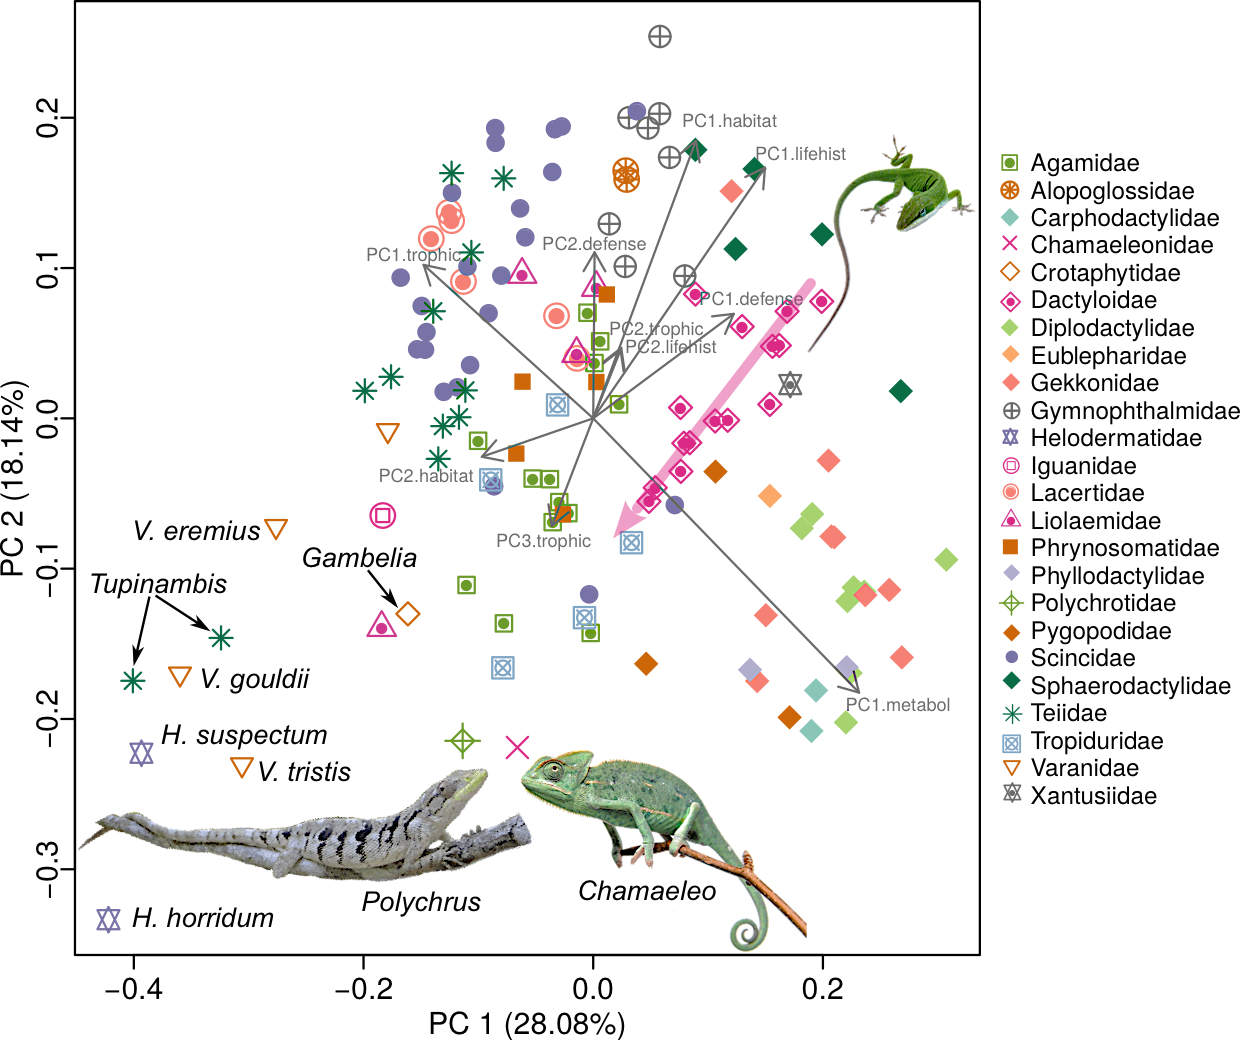 PC1.habitat
PC1.lifehist
PC2.defense
PC1.trophic
PC1.defense
PC2.trophic
PC2.lifehist
PC2.habitat
PC3.trophic
V. eremius
Gambelia
Tupinambis
V. gouldii
PC1.metabol
H. suspectum
V. tristis
Polychrus
Chamaeleo
H. horridum
0.2
0.1
0.0
−0.1
−0.2
−0.3
PC 2 (18.14%)
−0.4
−0.2
0.0
0.2
PC 1 (28.08%)
Agamidae
Alopoglossidae
Carphodactylidae
Chamaeleonidae
Crotaphytidae
Dactyloidae
Diplodactylidae
Eublepharidae
Gekkonidae
Gymnophthalmidae
Helodermatidae
Iguanidae
Lacertidae
Liolaemidae
Phrynosomatidae
Phyllodactylidae
Polychrotidae
Pygopodidae
Scincidae
Sphaerodactylidae
Teiidae
Tropiduridae
Varanidae
Xantusiidae